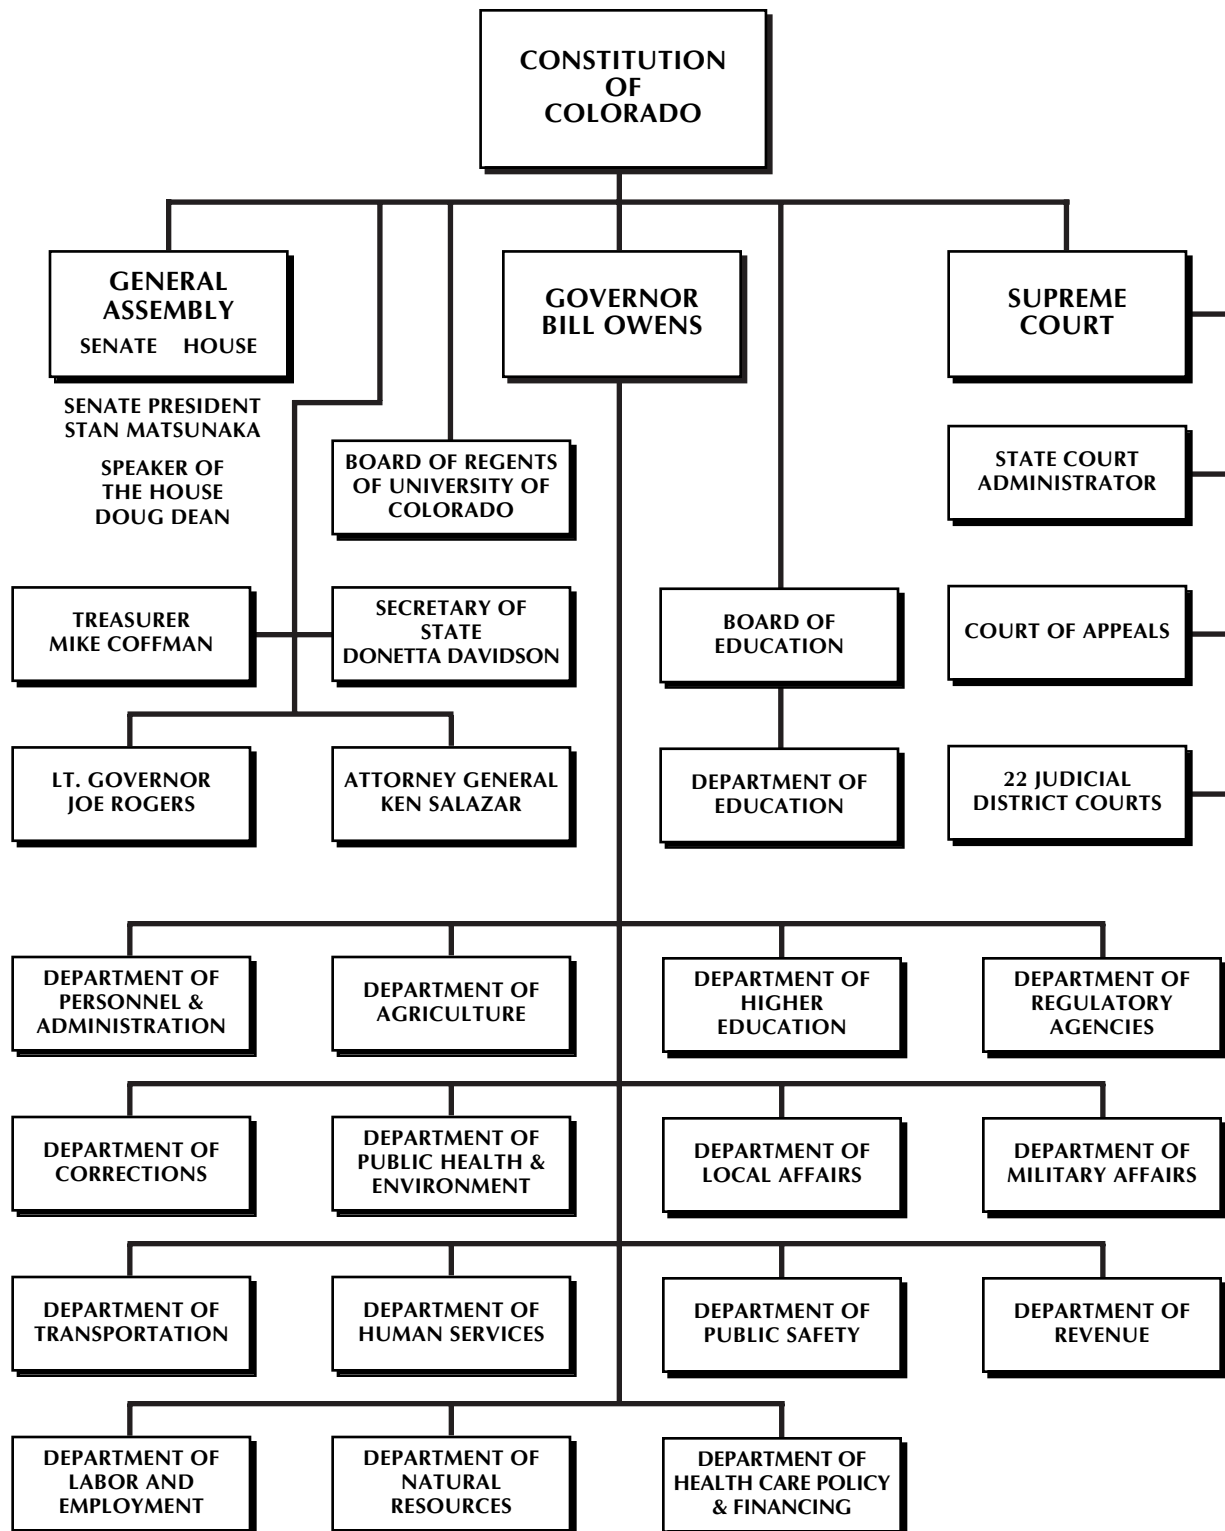 CONSTITUTION
OF
COLORADO
GENERAL
ASSEMBLY
SENATE HOUSE
GOVERNOR
BILL OWENS
SUPREME
COURT
SENATE PRESIDENT
STAN MATSUNAKA
SPEAKER OF
THE HOUSE
DOUG DEAN
BOARD OF REGENTS
OF UNIVERSITY OF
COLORADO
STATE COURT
ADMINISTRATOR
TREASURER
MIKE COFFMAN
SECRETARY OF
STATE
DONETTA DAVIDSON
BOARD OF
EDUCATION
COURT OF APPEALS
LT. GOVERNOR
JOE ROGERS
ATTORNEY GENERAL
KEN SALAZAR
DEPARTMENT OF
EDUCATION
22 JUDICIAL
DISTRICT COURTS
DEPARTMENT OF
PERSONNEL &
ADMINISTRATION
DEPARTMENT OF
AGRICULTURE
DEPARTMENT OF
HIGHER
EDUCATION
DEPARTMENT OF
REGULATORY
AGENCIES
DEPARTMENT OF
CORRECTIONS
DEPARTMENT OF
PUBLIC HEALTH &
ENVIRONMENT
DEPARTMENT OF
LOCAL AFFAIRS
DEPARTMENT OF
MILITARY AFFAIRS
DEPARTMENT OF
TRANSPORTATION
DEPARTMENT OF
HUMAN SERVICES
DEPARTMENT OF
PUBLIC SAFETY
DEPARTMENT OF
REVENUE
DEPARTMENT OF
LABOR AND
EMPLOYMENT
DEPARTMENT OF
NATURAL
RESOURCES
DEPARTMENT OF
HEALTH CARE POLICY
& FINANCING